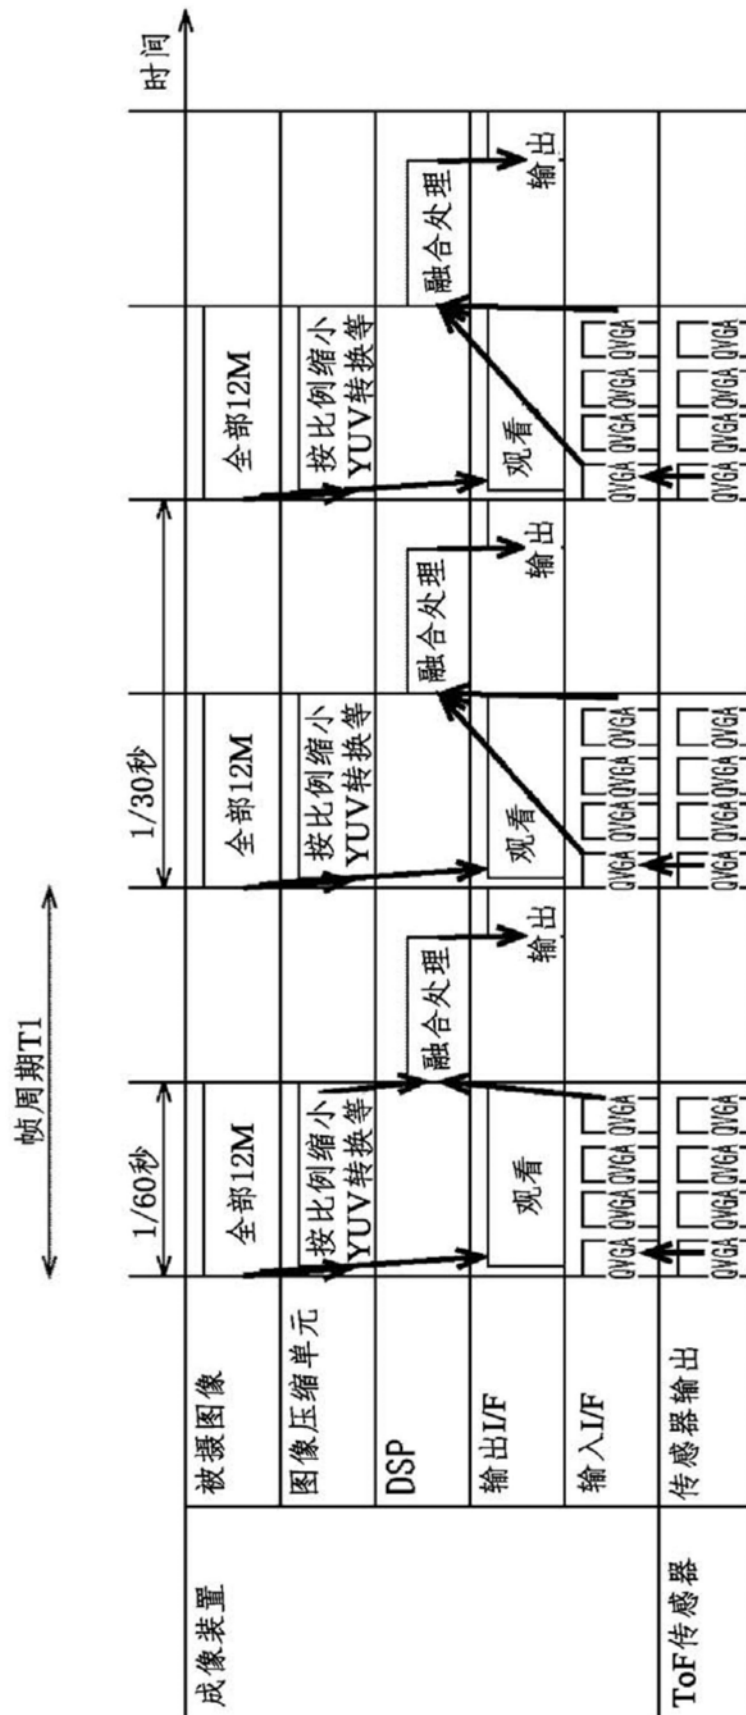 帧周期T1
1/60秒
1/30秒
时间
成像装置
被摄图像
全部12M
全部12M
全部12M
图像压缩单元
按比例缩小
YUV转换等
按比例缩小
YUV转换等
按比例缩小
YUV转换等
DSP
融合处理
融合处理
融合处理
输出I/F
观看
输出
观看
输出
观看
输出
输入I/F
QVGA QVGA QVGA QVGA
QVGA QVGA QVGA QVGA
QVGA QVGA QVGA QVGA
ToF传感器
传感器输出
QVGA QVGA QVGA QVGA
QVGA QVGA QVGA QVGA
QVGA QVGA QVGA QVGA